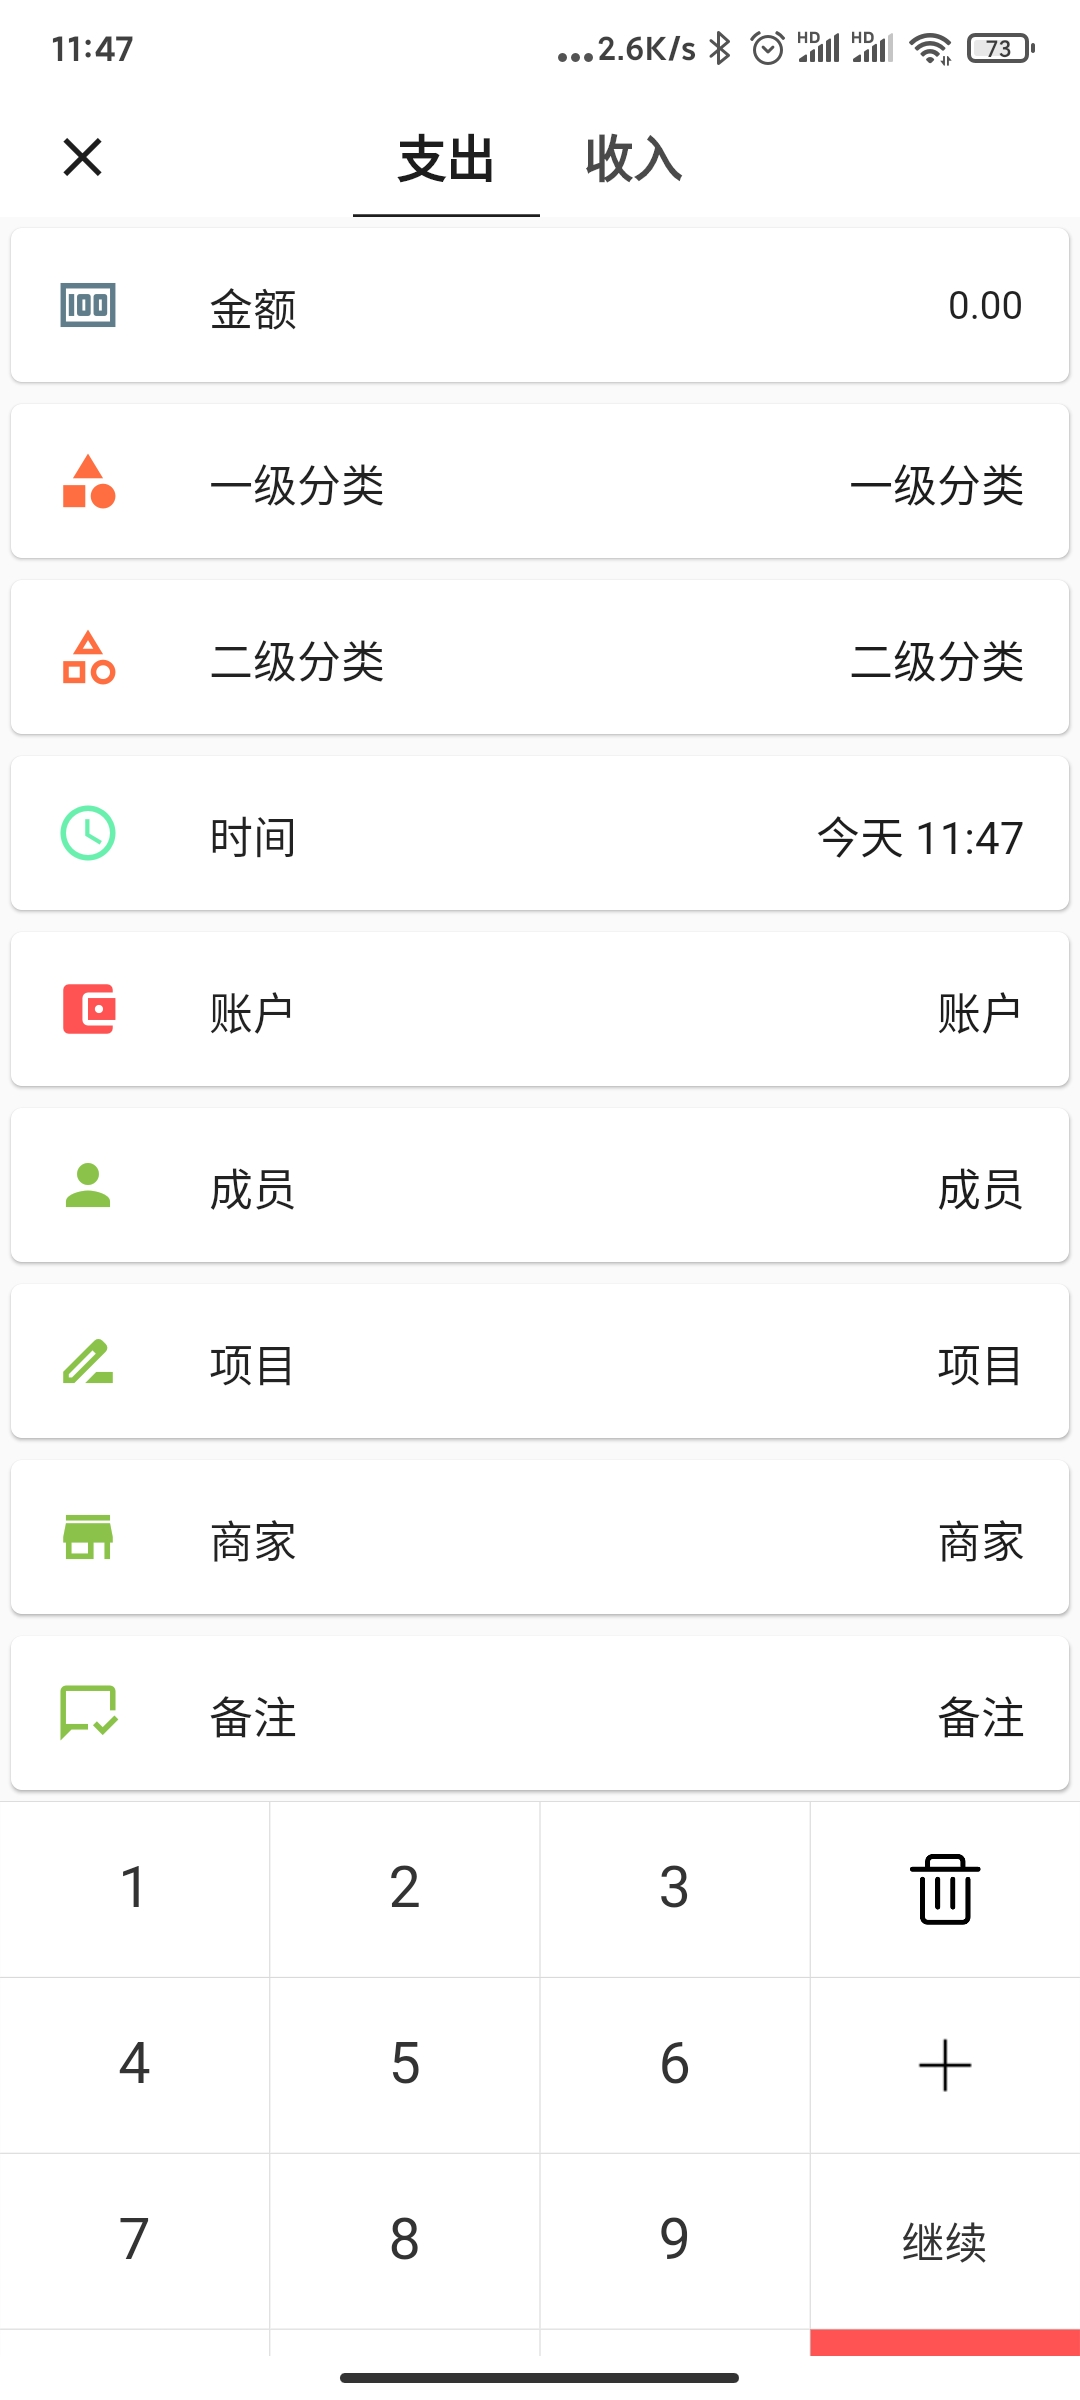 11:47 ...2.6K/s HD HD 73
支出 收入
金额 0.00
一级分类 一级分类
二级分类 二级分类
时间 今天 11:47
账户 账户
成员 成员
项目 项目
商家 商家
备注 备注
1 2 3
4 5 6 +
7 8 9 继续